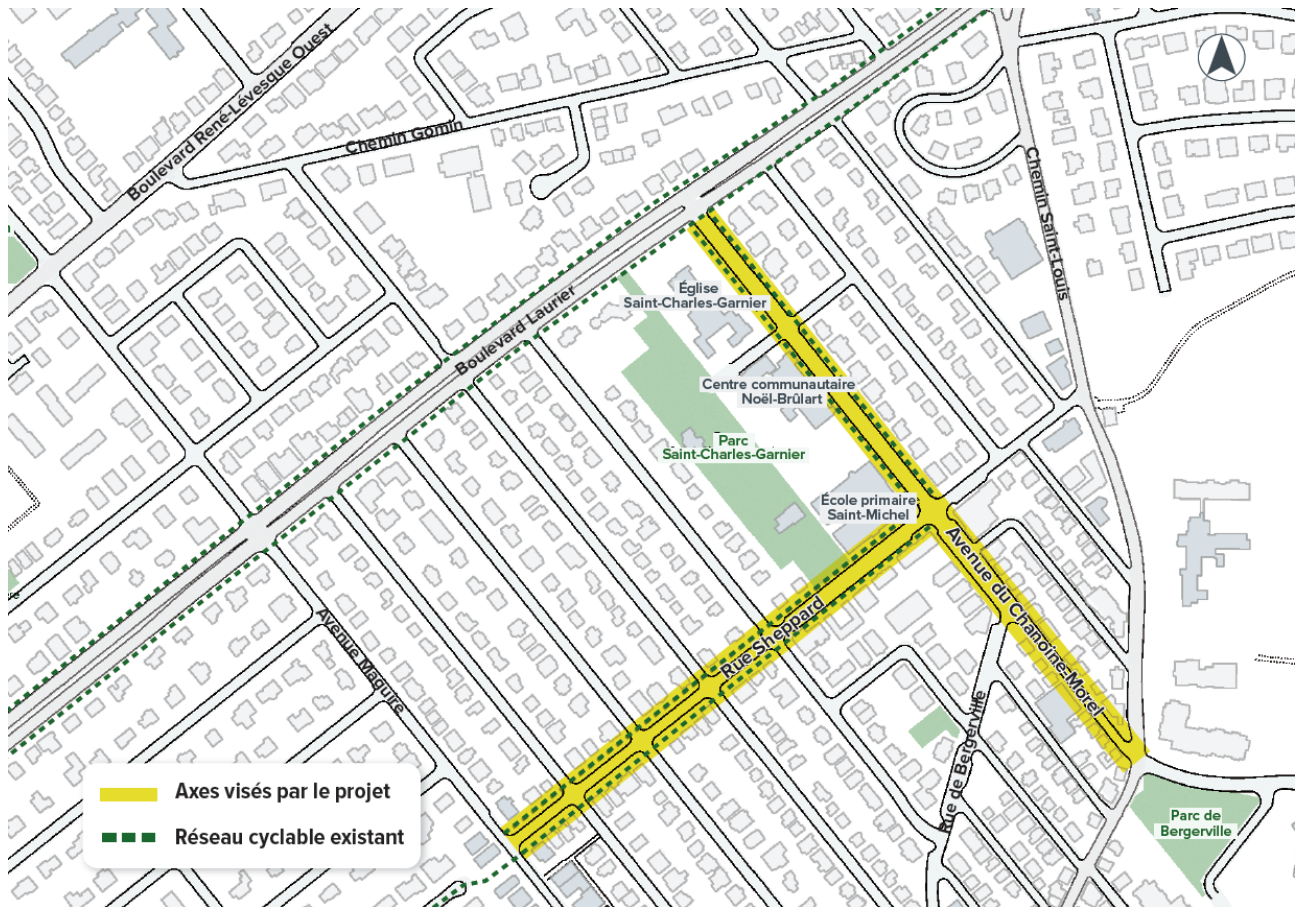 Boulevard René-Lévesque Ouest
Chemin Gomin
Chemin Saint-Louis
Boulevard Laurier
Église
Saint-Charles-Garnier
Centre communautaire
Noël-Brûlart
Parc
Saint-Charles-Garnier
École primaire
Saint-Michel
Avenue du Chanoine-Morel
Rue Sheppard
Avenue Maguire
Rue de Bergerville
Parc de
Bergerville
Axes visés par le projet
Réseau cyclable existant